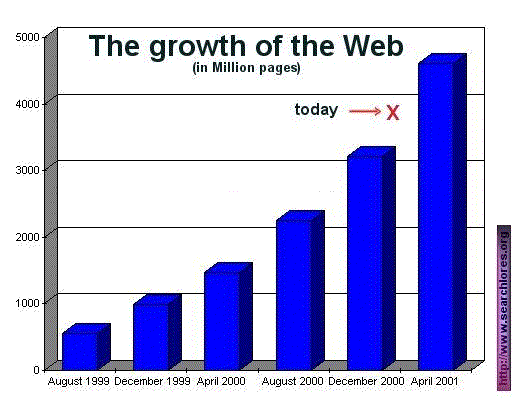 The growth of the Web
(in Million pages)
today
X
5000
4000
3000
2000
1000
0
August 1999
December 1999
April 2000
August 2000
December 2000
April 2001
http://www.searchlores.org